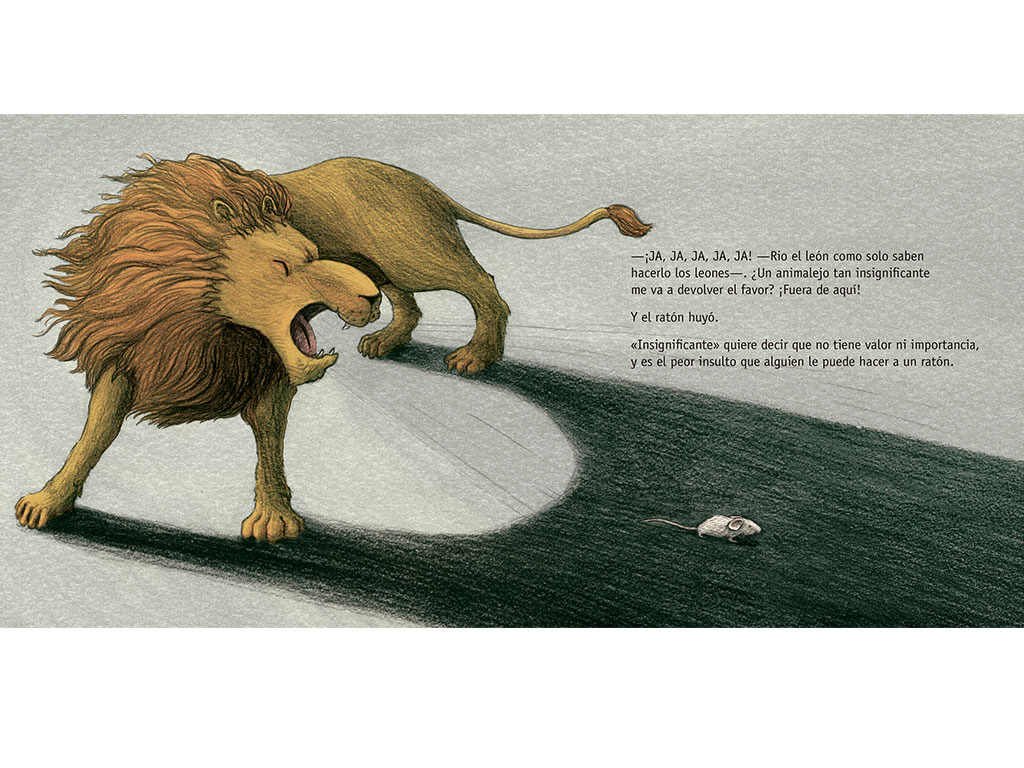 —¡JA, JA, JA, JA, JA! —Rio el león como solo saben
hacerlo los leones—. ¿Un animalejo tan insignificante
me va a devolver el favor? ¡Fuera de aquí!
Y el ratón huyó.
«Insignificante» quiere decir que no tiene valor ni importancia,
y es el peor insulto que alguien le puede hacer a un ratón.